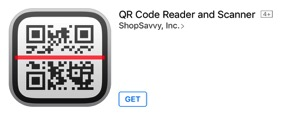 QR Code Reader and Scanner 4+
ShopSavvy, Inc. >
GET